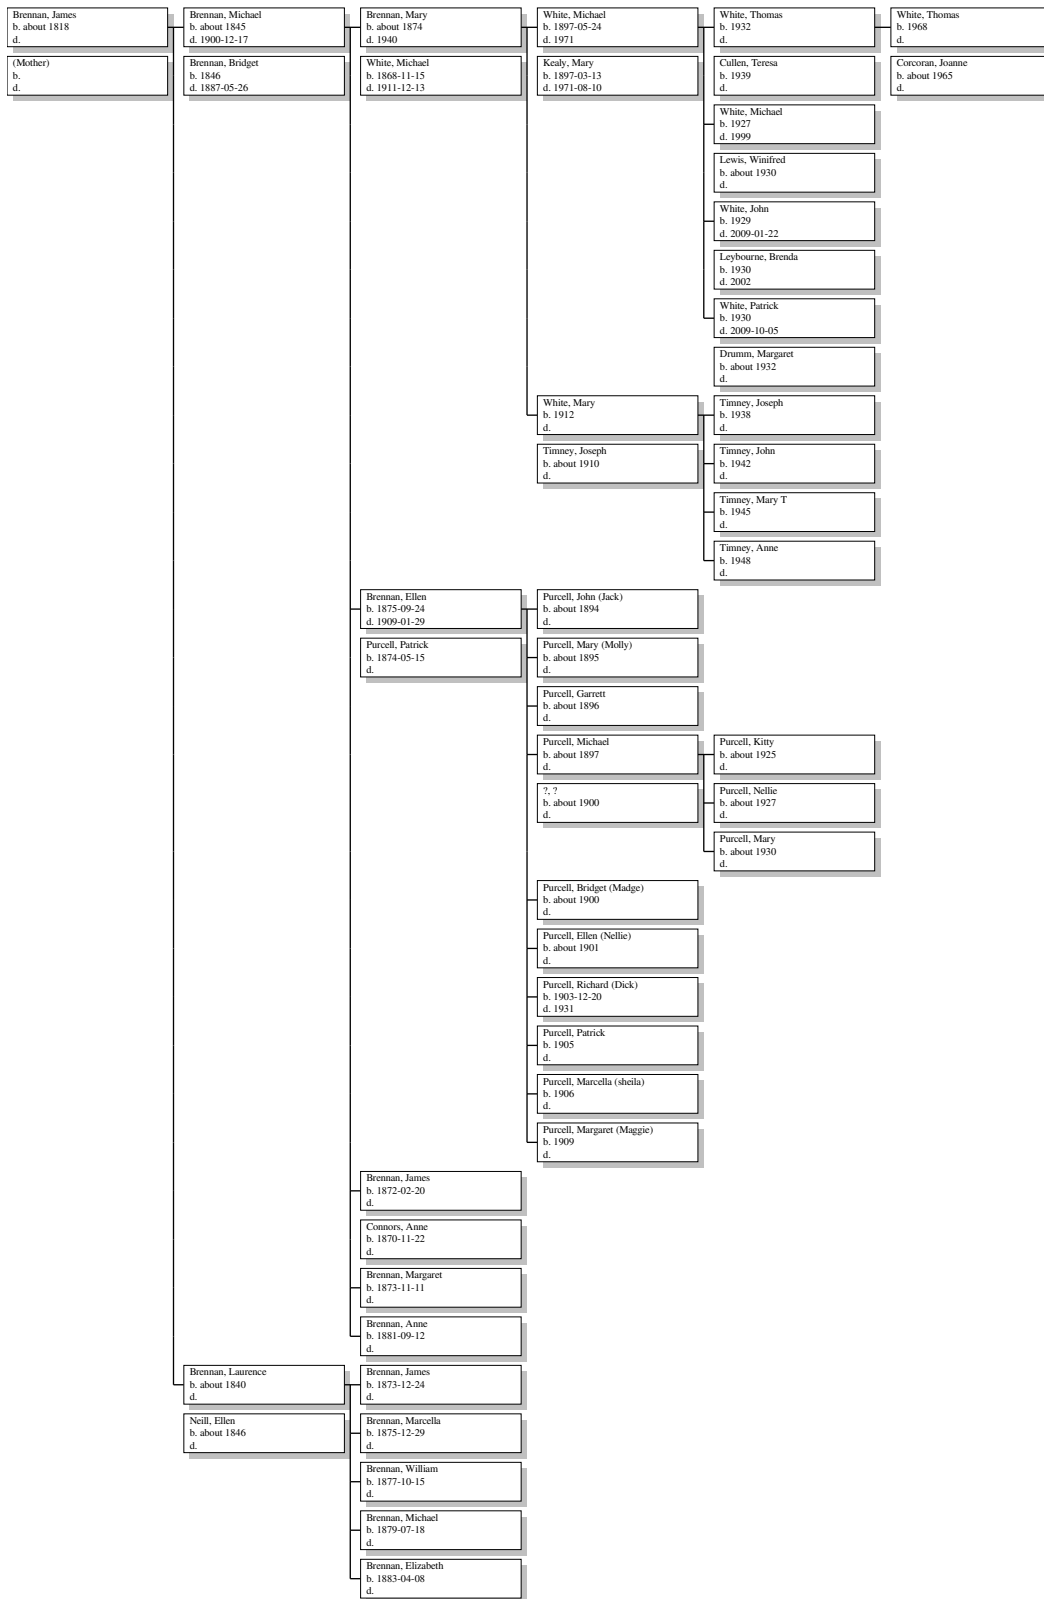 Brennan, James
b. about 1818
d.
(Mother)
b.
d.
Brennan, Michael
b. about 1845
d. 1900-12-17
Brennan, Bridget
b. 1846
d. 1887-05-26
Brennan, Mary
b. about 1874
d. 1940
White, Michael
b. 1868-11-15
d. 1911-12-13
White, Michael
b. 1897-05-24
d. 1971
Kealy, Mary
b. 1897-03-13
d. 1971-08-10
White, Thomas
b. 1932
d.
Cullen, Teresa
b. 1939
d.
White, Thomas
b. 1968
d.
Corcoran, Joanne
b. about 1965
d.
White, Michael
b. 1927
d. 1999
Lewis, Winifred
b. about 1930
d.
White, John
b. 1929
d. 2009-01-22
Leybourne, Brenda
b. 1930
d. 2002
White, Patrick
b. 1930
d. 2009-10-05
Drumm, Margaret
b. about 1932
d.
White, Mary
b. 1912
d.
Timney, Joseph
b. about 1910
d.
Timney, Joseph
b. 1938
d.
Timney, John
b. 1942
d.
Timney, Mary T
b. 1945
d.
Timney, Anne
b. 1948
d.
Brennan, Ellen
b. 1875-09-24
d. 1909-01-29
Purcell, Patrick
b. 1874-05-15
d.
Purcell, John (Jack)
b. about 1894
d.
Purcell, Mary (Molly)
b. about 1895
d.
Purcell, Garrett
b. about 1896
d.
Purcell, Michael
b. about 1897
d.
?, ?
b. about 1900
d.
Purcell, Kitty
b. about 1925
d.
Purcell, Nellie
b. about 1927
d.
Purcell, Mary
b. about 1930
d.
Purcell, Bridget (Madge)
b. about 1900
d.
Purcell, Ellen (Nellie)
b. about 1901
d.
Purcell, Richard (Dick)
b. 1903-12-20
d. 1931
Purcell, Patrick
b. 1905
d.
Purcell, Marcella (sheila)
b. 1906
d.
Purcell, Margaret (Maggie)
b. 1909
d.
Brennan, James
b. 1872-02-20
d.
Connors, Anne
b. 1870-11-22
d.
Brennan, Margaret
b. 1873-11-11
d.
Brennan, Anne
b. 1881-09-12
d.
Brennan, Laurence
b. about 1840
d.
Neill, Ellen
b. about 1846
d.
Brennan, James
b. 1873-12-24
d.
Brennan, Marcella
b. 1875-12-29
d.
Brennan, William
b. 1877-10-15
d.
Brennan, Michael
b. 1879-07-18
d.
Brennan, Elizabeth
b. 1883-04-08
d.